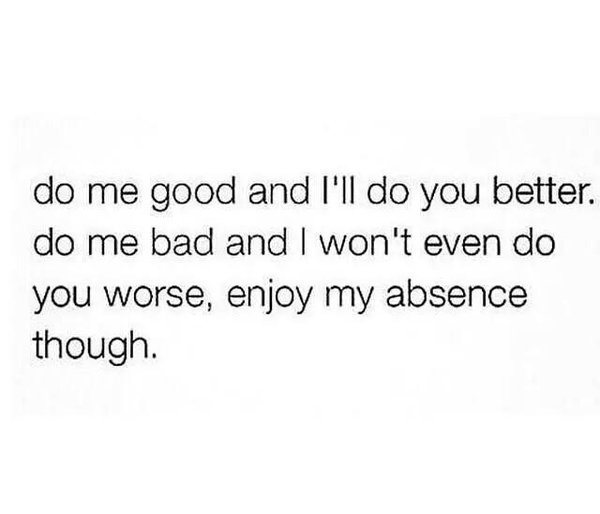 do me good and I'll do you better.
do me bad and I won't even do
you worse, enjoy my absence
though.